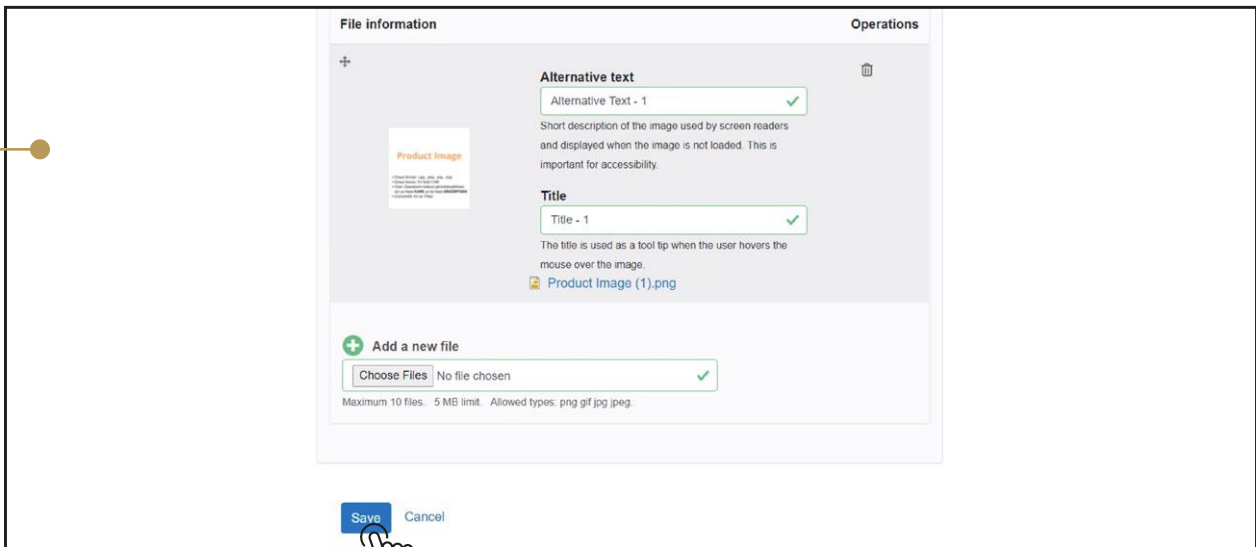 File information
Operations
Alternative text
Alternative Text - 1
Short description of the image used by screen readers
and displayed when the image is not loaded. This is
important for accessibility.
Product Image
Title
Title - 1
The title is used as a tool tip when the user hovers the
mouse over the image.
Product Image (1).png
Add a new file
Choose Files No file chosen
Maximum 10 files. 5 MB limit. Allowed types: png gif jpg jpeg.
Save Cancel